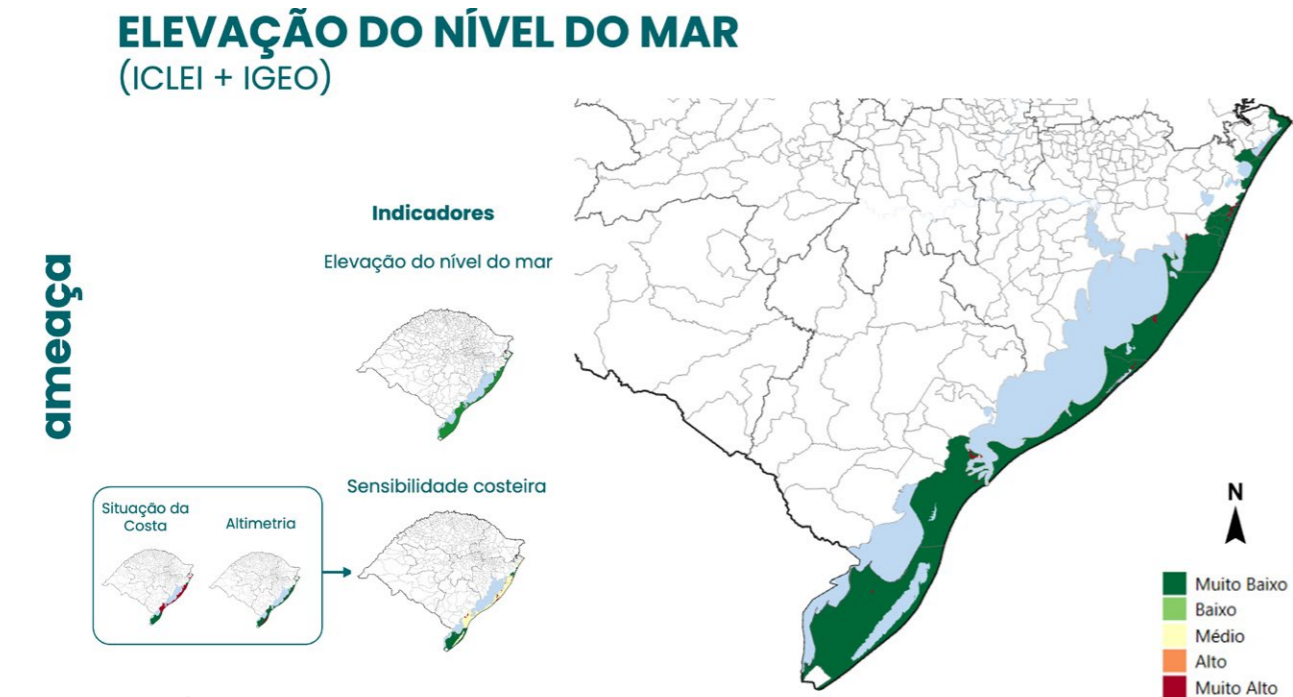 ELEVAÇÃO DO NÍVEL DO MAR
(ICLEI + IGEO)
ameaça
Indicadores
Elevação do nível do mar
Sensibilidade costeira
Situação da
Costa
Altimetria
N
Muito Baixo
Baixo
Médio
Alto
Muito Alto